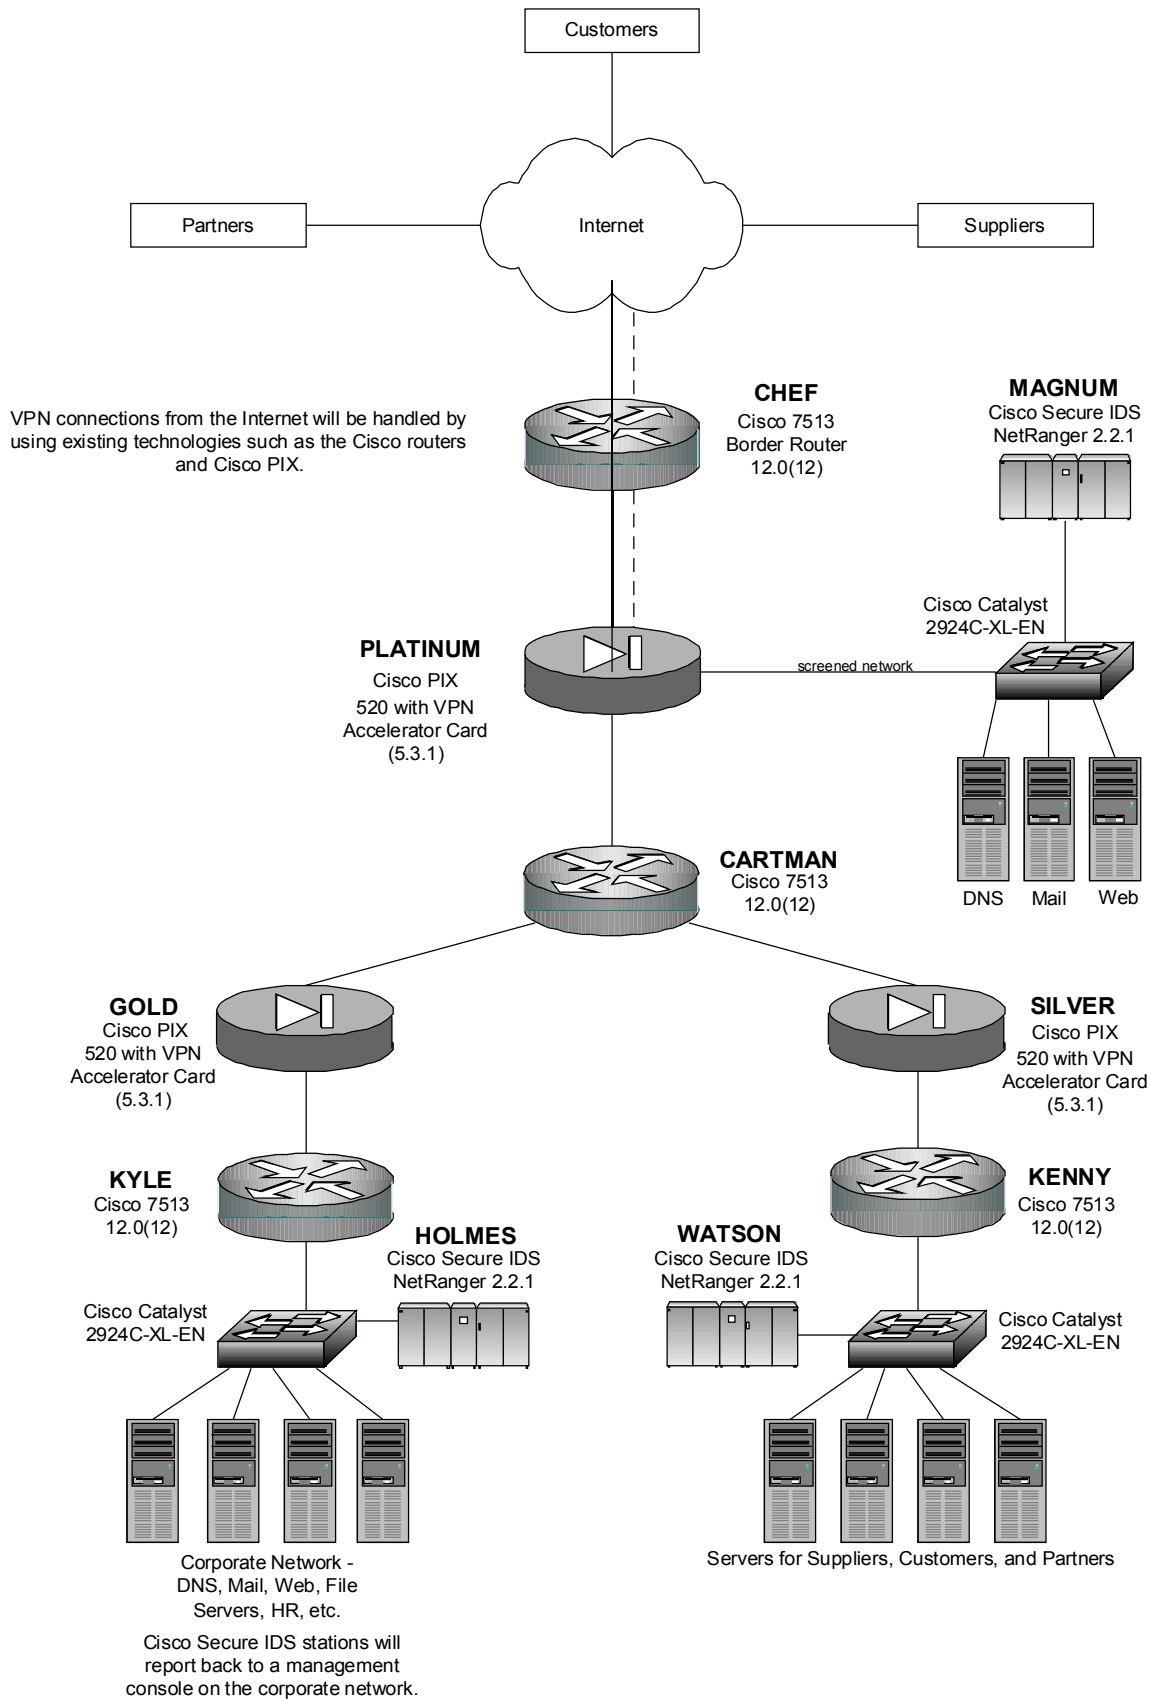 Customers
Partners
Internet
Suppliers
VPN connections from the Internet will be handled by
using existing technologies such as the Cisco routers
and Cisco PIX.
CHEF
Cisco 7513
Border Router
12.0(12)
MAGNUM
Cisco Secure IDS
NetRanger 2.2.1
Cisco Catalyst
2924C-XL-EN
PLATINUM
Cisco PIX
520 with VPN
Accelerator Card
(5.3.1)
screened network
DNS
Mail
Web
CARTMAN
Cisco 7513
12.0(12)
GOLD
Cisco PIX
520 with VPN
Accelerator Card
(5.3.1)
SILVER
Cisco PIX
520 with VPN
Accelerator Card
(5.3.1)
KYLE
Cisco 7513
12.0(12)
KENNY
Cisco 7513
12.0(12)
HOLMES
Cisco Secure IDS
NetRanger 2.2.1
WATSON
Cisco Secure IDS
NetRanger 2.2.1
Cisco Catalyst
2924C-XL-EN
Cisco Catalyst
2924C-XL-EN
Corporate Network -
DNS, Mail, Web, File
Servers, HR, etc.
Servers for Suppliers, Customers, and Partners
Cisco Secure IDS stations will
report back to a management
console on the corporate network.